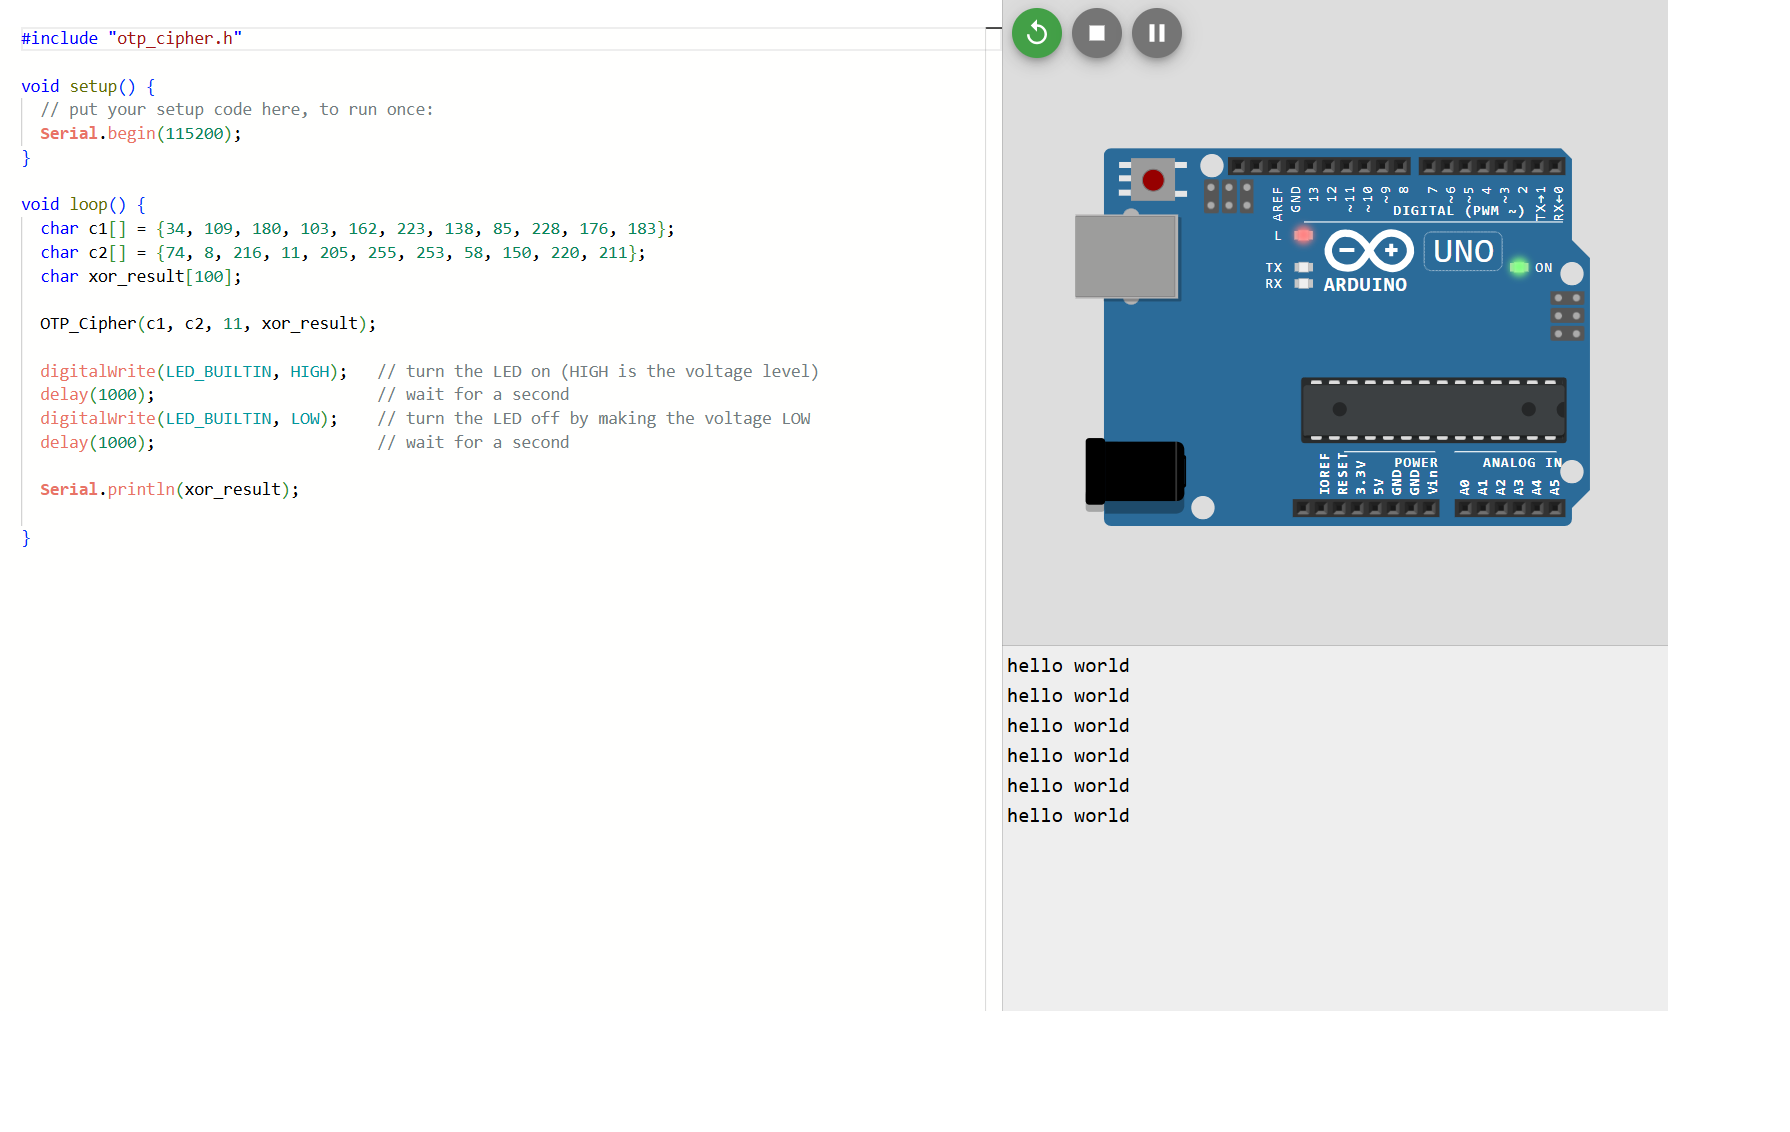 #include "otp_cipher.h"
void setup() {
// put your setup code here, to run once:
Serial.begin(115200);
}
void loop() {
char c1[] = {34, 109, 180, 103, 162, 223, 138, 85, 228, 176, 183};
char c2[] = {74, 8, 216, 11, 205, 255, 253, 58, 150, 220, 211};
char xor_result[100];
OTP_Cipher(c1, c2, 11, xor_result);
digitalWrite(LED_BUILTIN, HIGH);   // turn the LED on (HIGH is the voltage level)
delay(1000);                       // wait for a second
digitalWrite(LED_BUILTIN, LOW);    // turn the LED off by making the voltage LOW
delay(1000);                       // wait for a second
Serial.println(xor_result);
}
AREF GND 13 12 ~11 ~10 ~9 8 7 ~6 ~5 4 ~3 2 TX→1 RX←0
DIGITAL (PWM ~)
L
TX
RX
UNO
ON
ARDUINO
IOREF RESET 3.3V 5V GND GND Vin
POWER
ANALOG IN
A0 A1 A2 A3 A4 A5
hello world
hello world
hello world
hello world
hello world
hello world